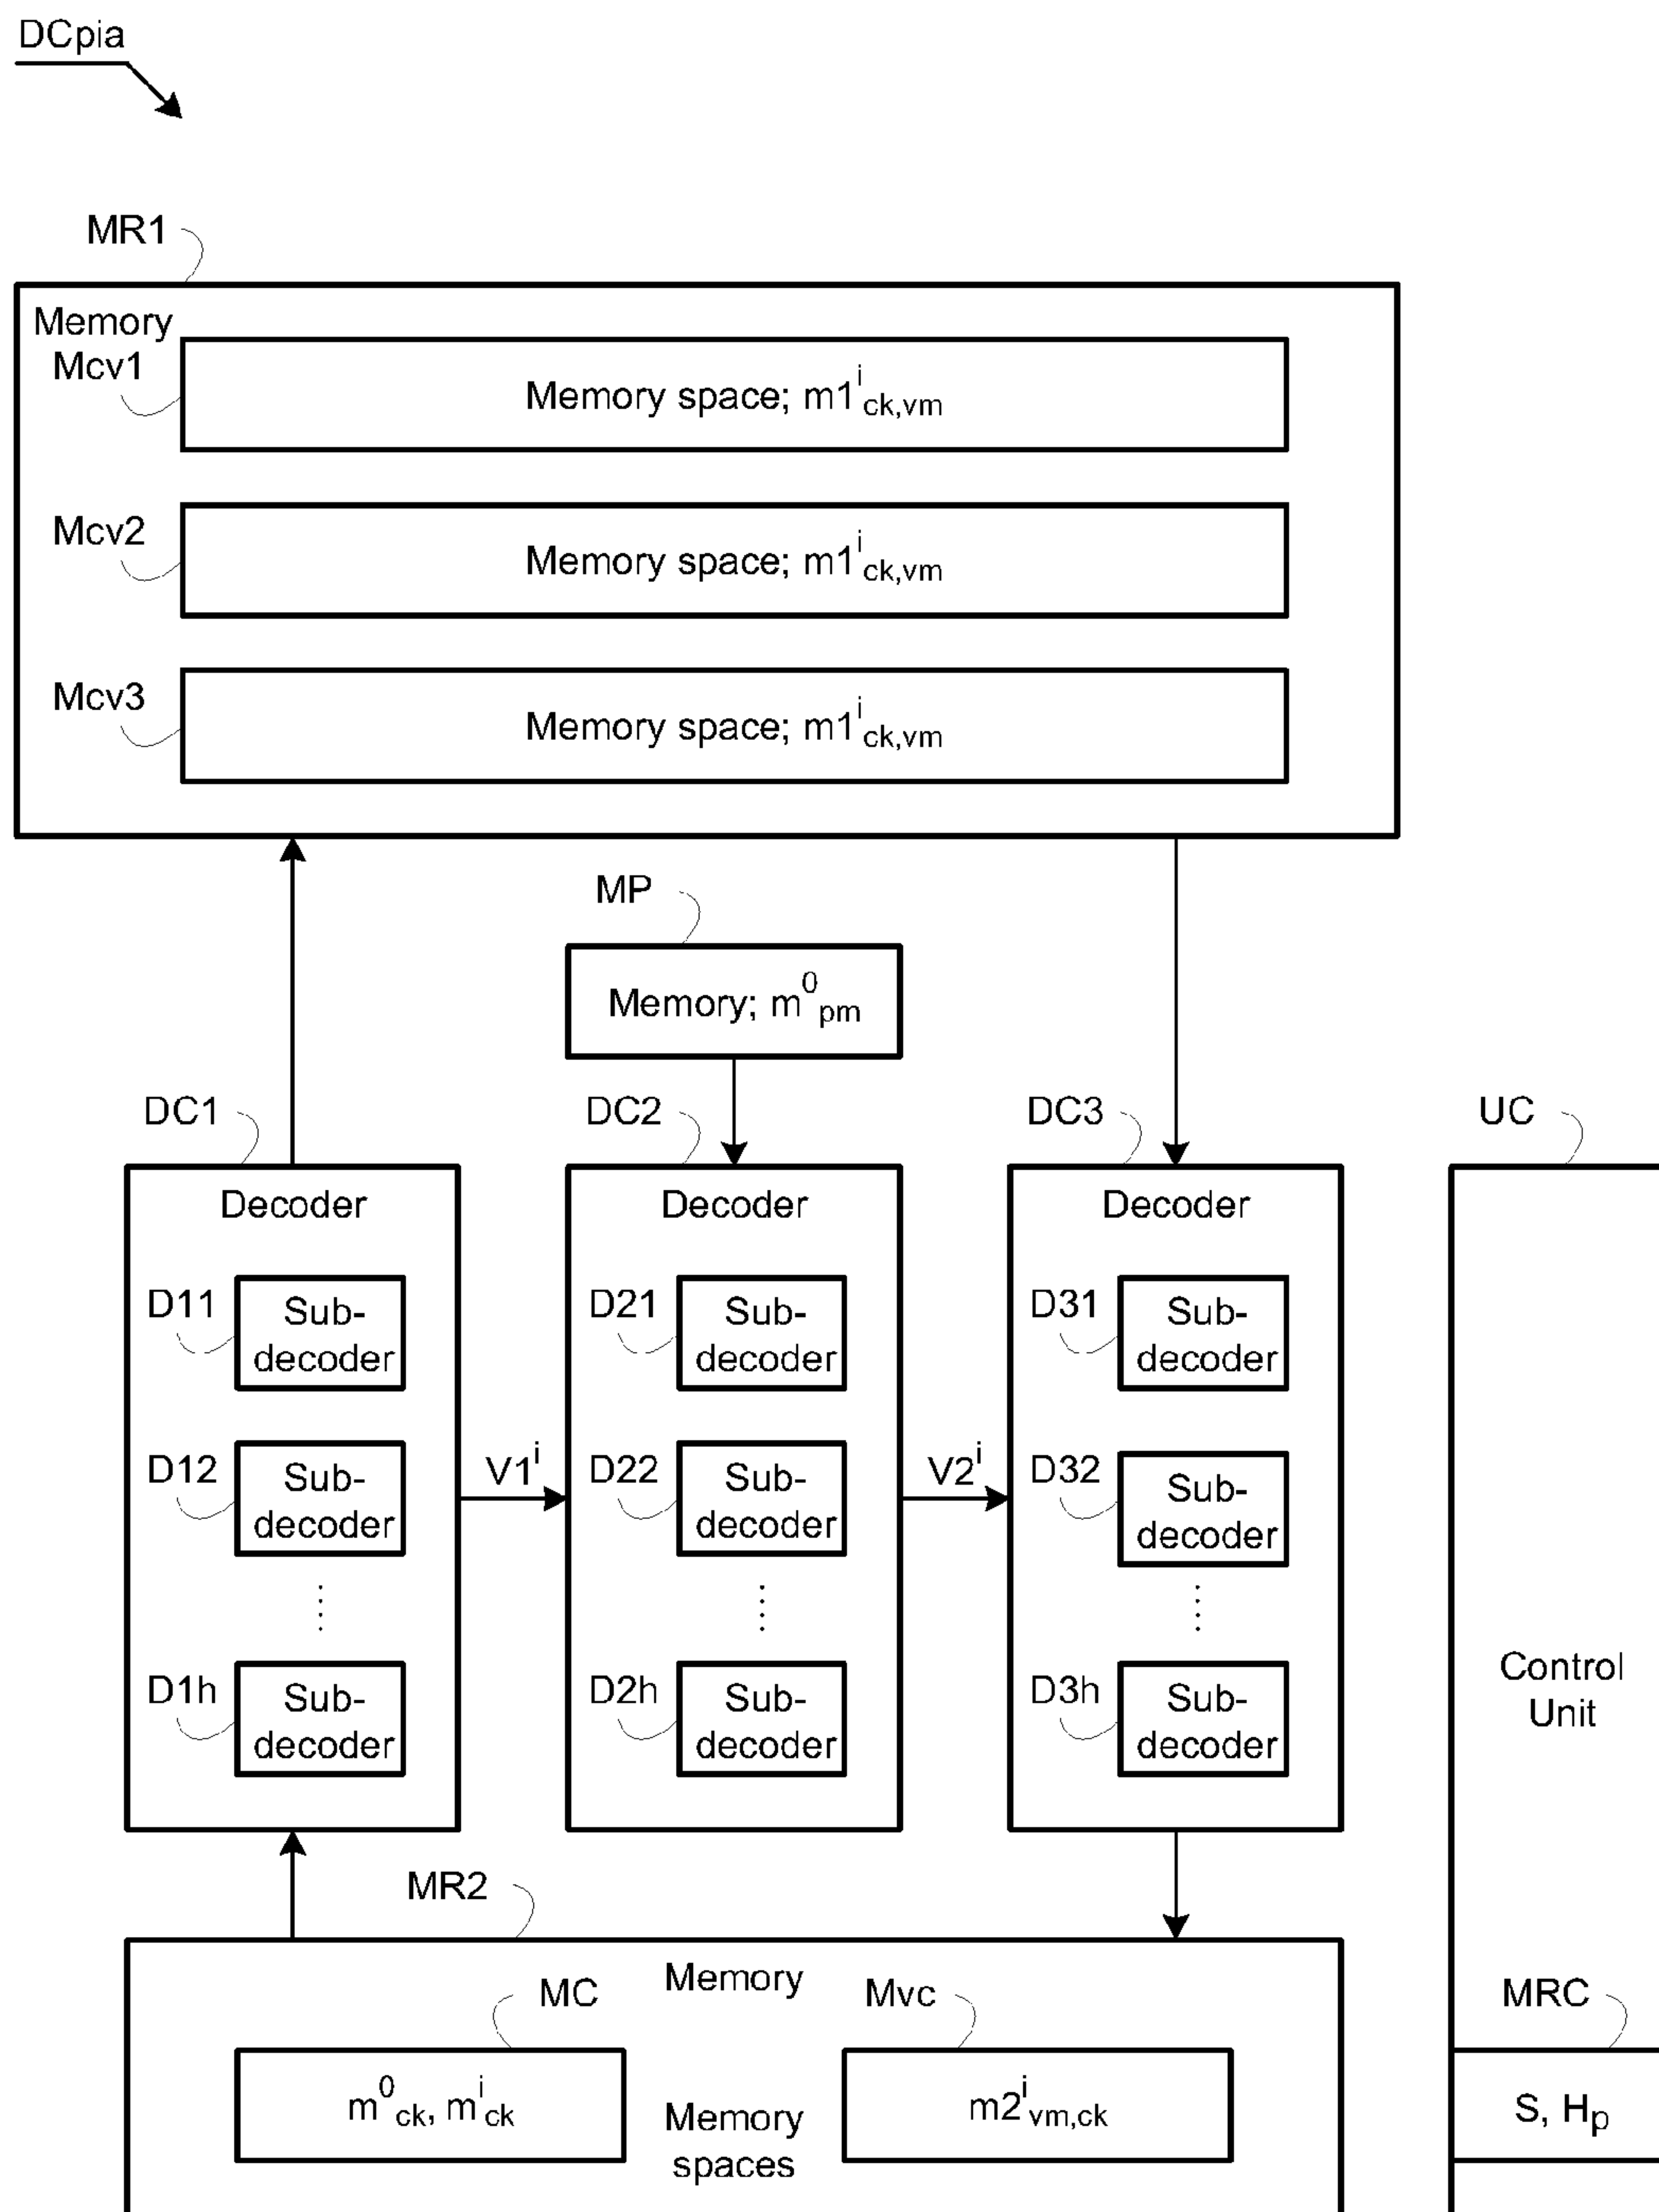 DCpia
MR1
Memory
Mcv1
Memory space; m1^i_ck,vm
Mcv2
Memory space; m1^i_ck,vm
Mcv3
Memory space; m1^i_ck,vm
MP
Memory; m^0_pm
DC1
DC2
DC3
UC
Decoder
Decoder
Decoder
D11
Sub-
decoder
D21
Sub-
decoder
D31
Sub-
decoder
D12
Sub-
decoder
V1^i
D22
Sub-
decoder
V2^i
D32
Sub-
decoder
D1h
Sub-
decoder
D2h
Sub-
decoder
D3h
Sub-
decoder
Control
Unit
MR2
Memory
MC
Mvc
MRC
m^0_ck, m^i_ck
Memory
spaces
m2^i_vm,ck
S, H_p